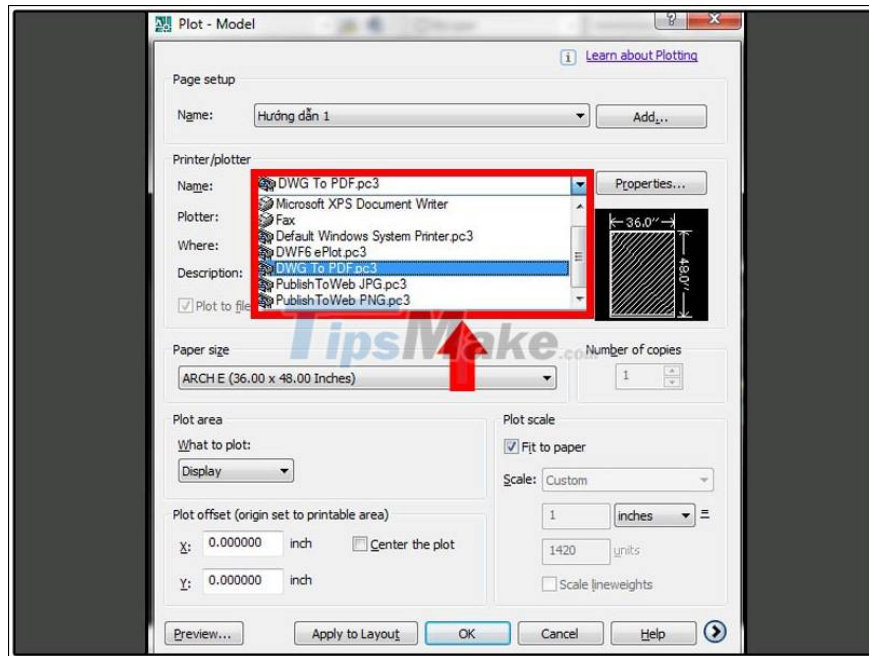 Plot - Model
Learn about Plotting
Page setup
Name: Hướng dẫn 1 Add...
Printer/plotter
Name: DWG To PDF.pc3 Properties...
Microsoft XPS Document Writer
Plotter: Fax
Default Windows System Printer.pc3
Where: DWF6 ePlot.pc3
DWG To PDF.pc3
Description: PublishToWeb JPG.pc3
Plot to file PublishToWeb PNG.pc3
36.0''
48.0''
TipsMake.com
Paper size Number of copies
ARCH E (36.00 x 48.00 Inches) 1
Plot area Plot scale
What to plot: Fit to paper
Display Scale: Custom
Plot offset (origin set to printable area) 1 inches =
X: 0.000000 inch Center the plot 1420 units
Y: 0.000000 inch Scale lineweights
Preview... Apply to Layout OK Cancel Help